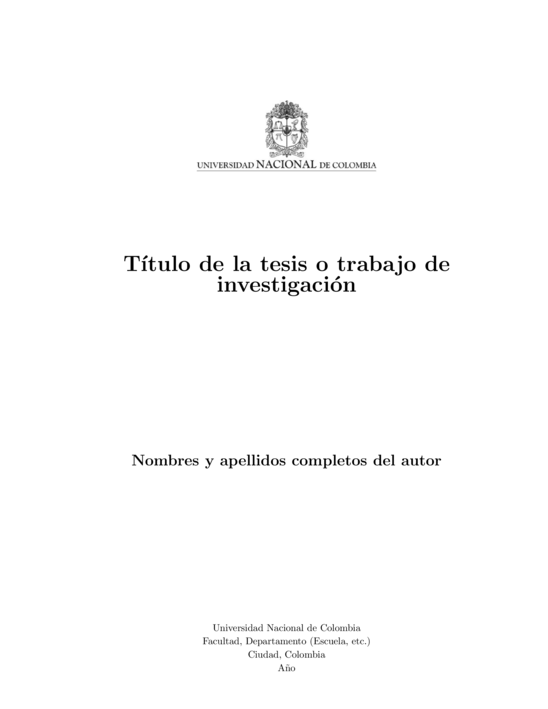 UNIVERSIDAD NACIONAL DE COLOMBIA
Título de la tesis o trabajo de
investigación
Nombres y apellidos completos del autor
Universidad Nacional de Colombia
Facultad, Departamento (Escuela, etc.)
Ciudad, Colombia
Año